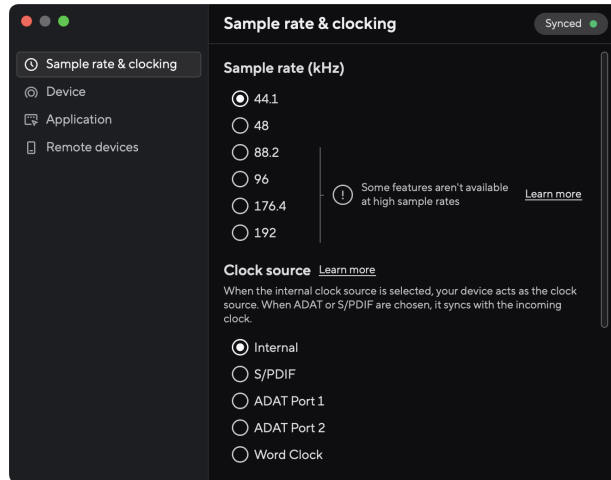 Sample rate & clocking
Device
Application
Remote devices
Sample rate & clocking
Synced
Sample rate (kHz)
44.1
48
88.2
96
176.4
192
Some features aren't available
at high sample rates
Learn more
Clock source Learn more
When the internal clock source is selected, your device acts as the clock
source. When ADAT or S/PDIF are chosen, it syncs with the incoming
clock.
Internal
S/PDIF
ADAT Port 1
ADAT Port 2
Word Clock